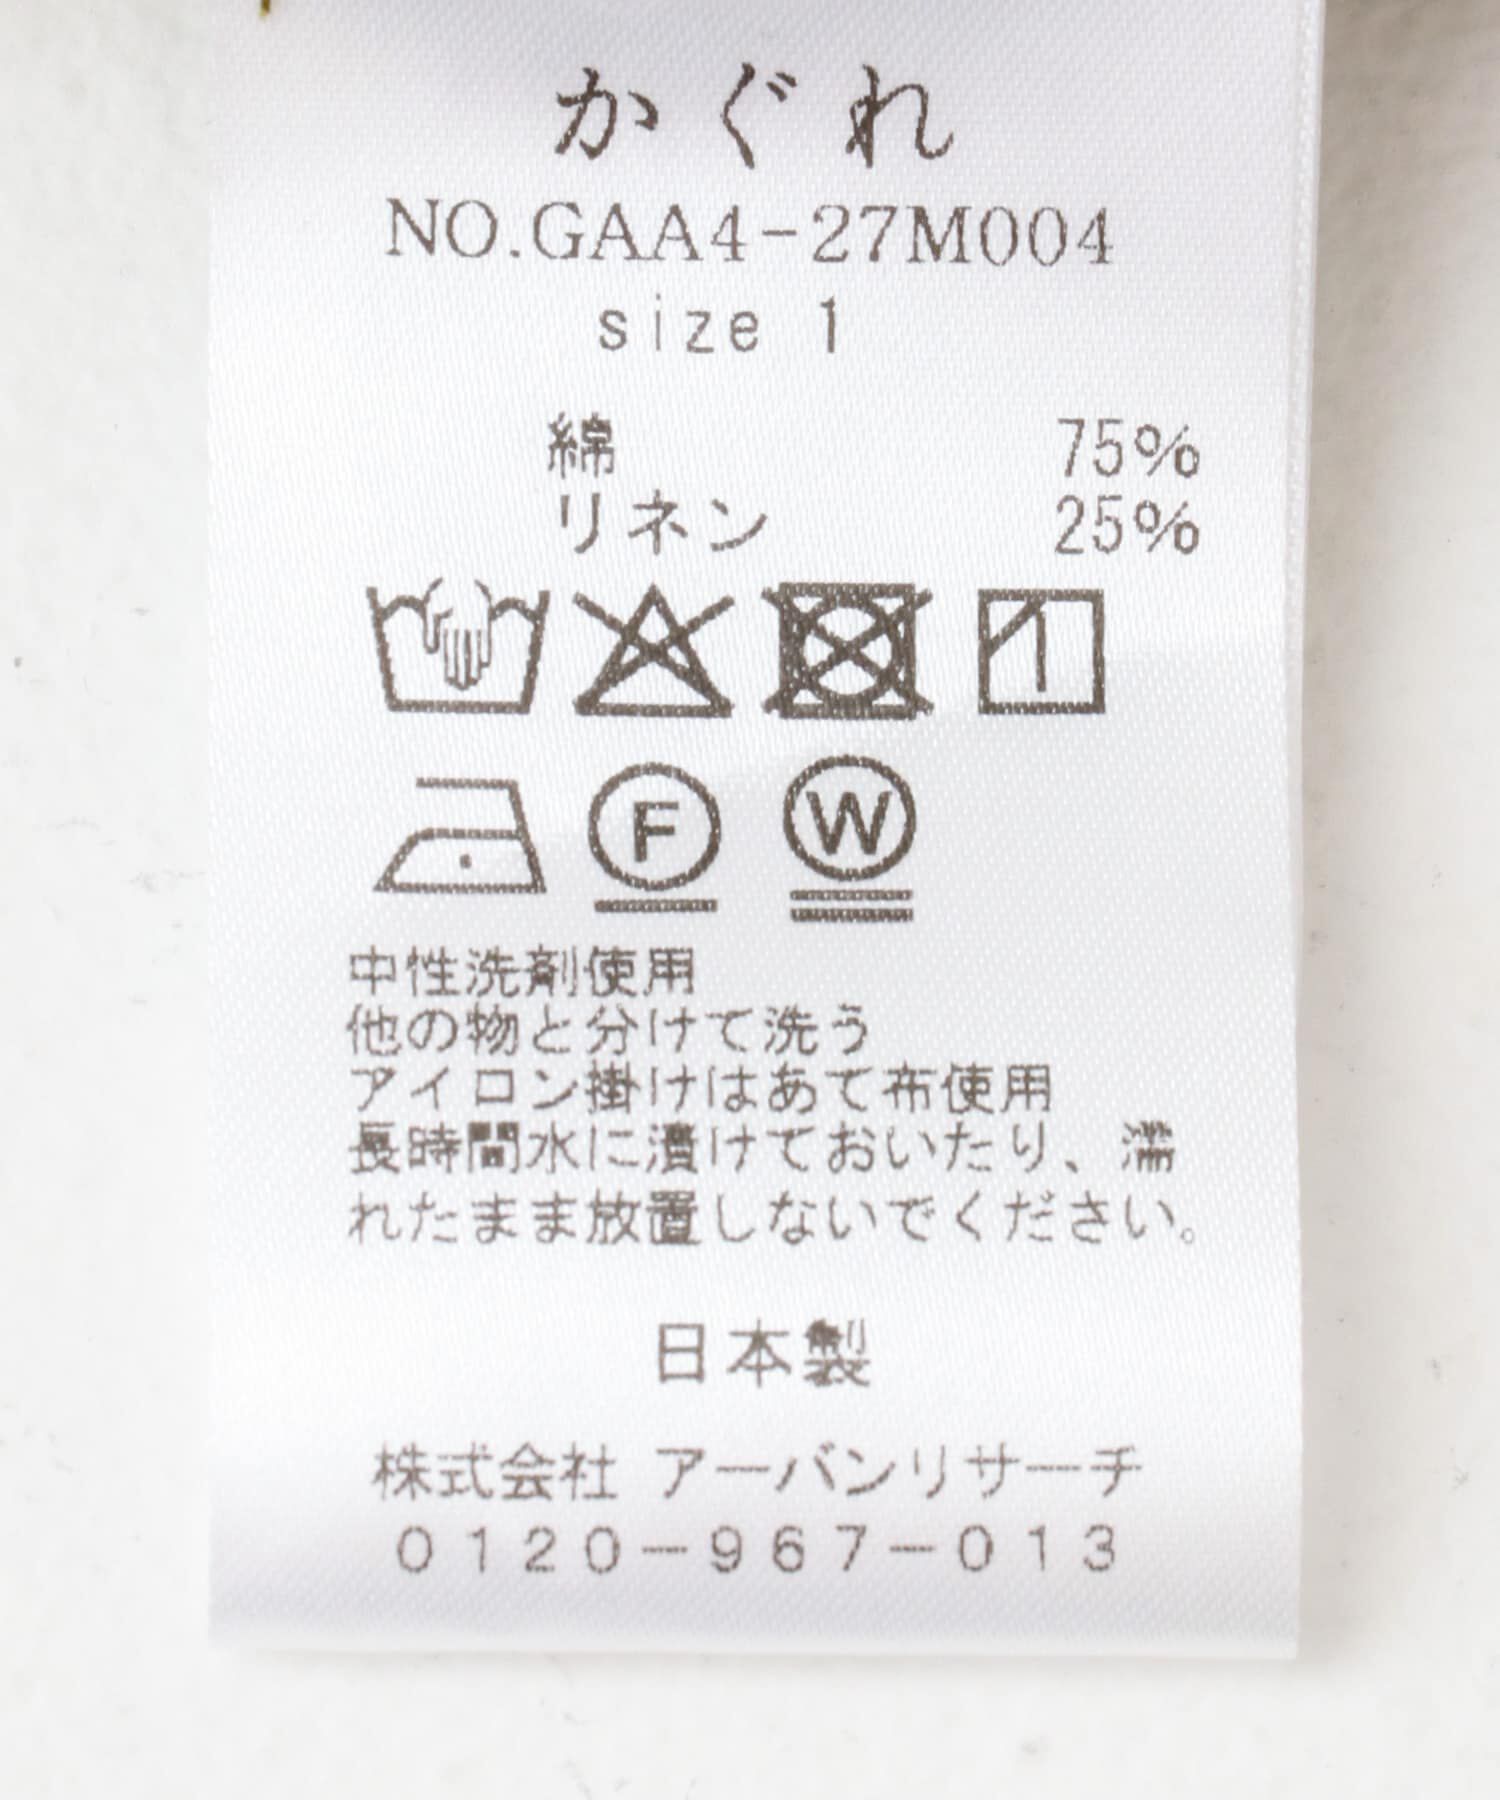 かぐれ
NO.GAA4-27M004
size 1
綿 75%
リネン 25%
F W
中性洗剤使用
他の物と分けて洗う
アイロン掛けはあて布使用
長時間水に漬けておいたり、濡
れたまま放置しないでください。
日本製
株式会社 アーバンリサーチ
0120-967-013